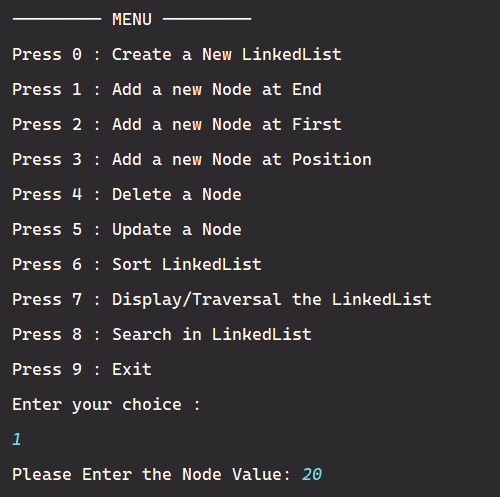 --------- MENU ---------
Press 0 : Create a New LinkedList
Press 1 : Add a new Node at End
Press 2 : Add a new Node at First
Press 3 : Add a new Node at Position
Press 4 : Delete a Node
Press 5 : Update a Node
Press 6 : Sort LinkedList
Press 7 : Display/Traversal the LinkedList
Press 8 : Search in LinkedList
Press 9 : Exit
Enter your choice :
1
Please Enter the Node Value: 20